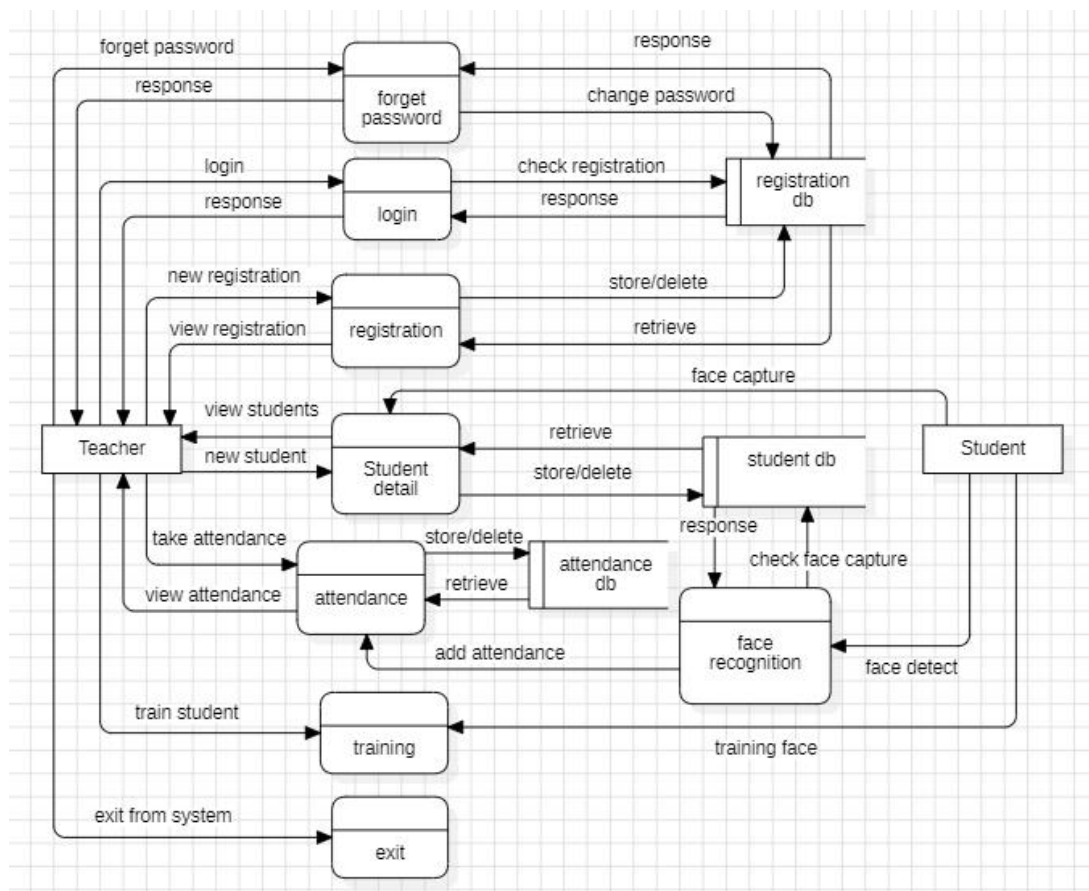 forget password
response
response
forget
password
change password
login
check registration
registration
db
response
response
login
new registration
store/delete
view registration
registration
retrieve
face capture
view students
retrieve
Teacher
student db
Student
new student
Student
detail
store/delete
response
take attendance
store/delete
check face capture
attendance
db
view attendance
attendance
retrieve
face
recognition
add attendance
face detect
train student
training
training face
exit from system
exit